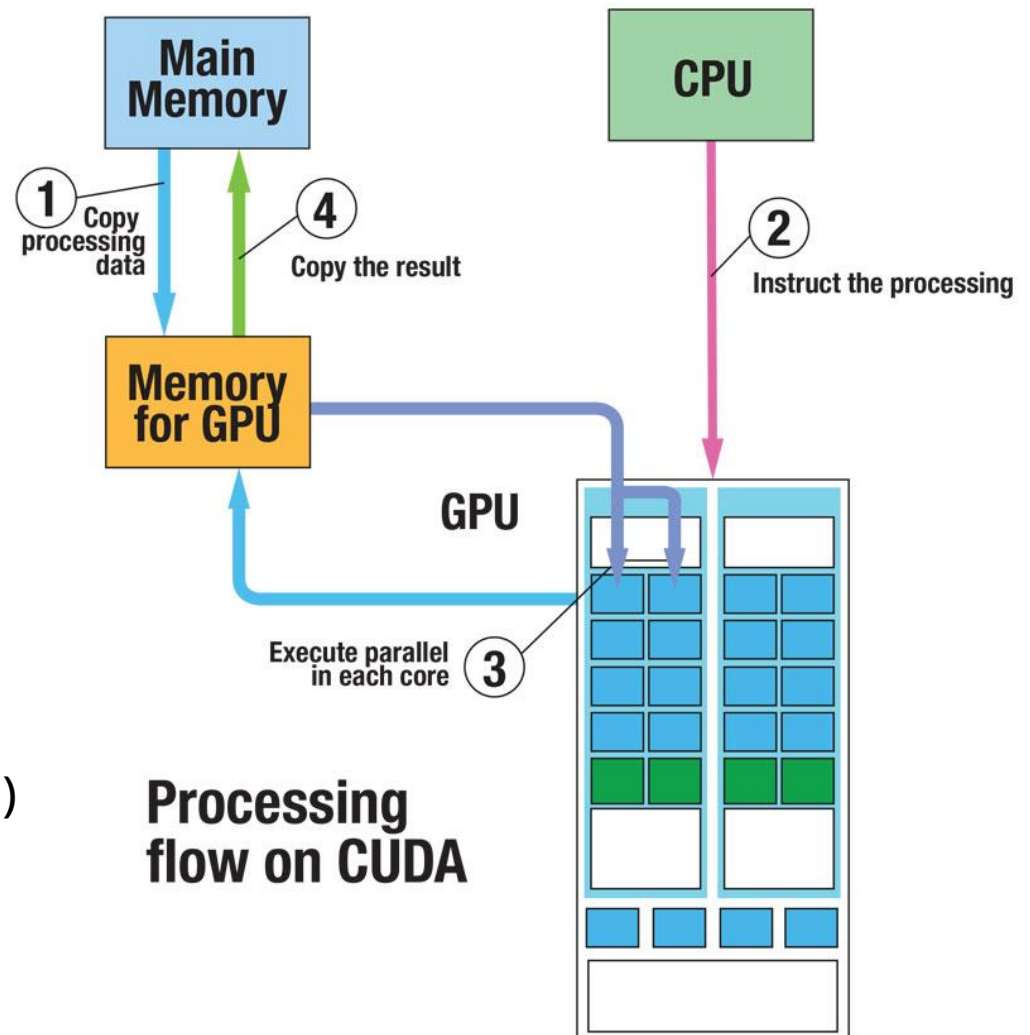 Main
Memory
CPU
1
Copy
processing
data
4
Copy the result
2
Instruct the processing
Memory
for GPU
GPU
Execute parallel
in each core
3
)
Processing
flow on CUDA